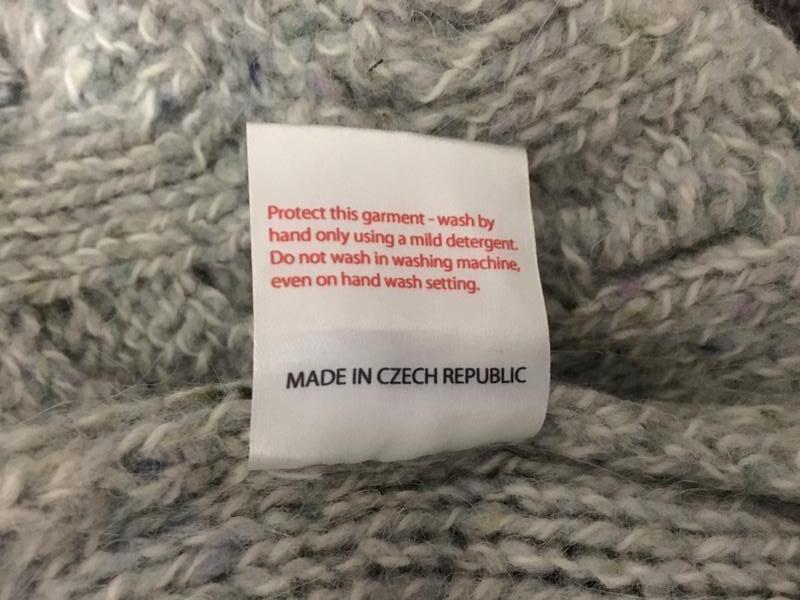 Protect this garment - wash by
hand only using a mild detergent.
Do not wash in washing machine,
even on hand wash setting.
MADE IN CZECH REPUBLIC